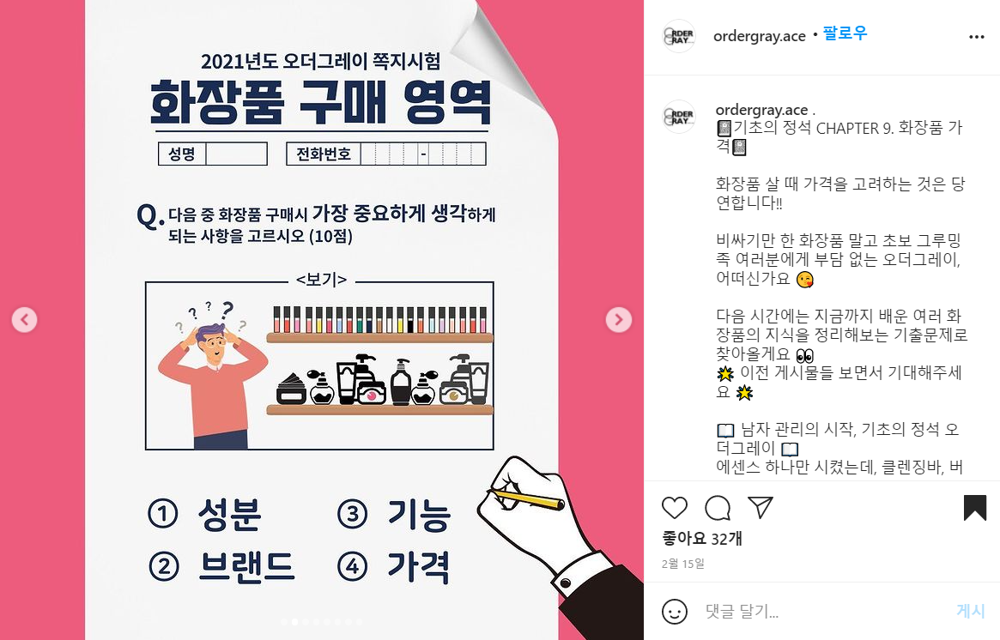 2021년도 오더그레이 쪽지시험
화장품 구매 영역
성명
전화번호
-
Q. 다음 중 화장품 구매시 가장 중요하게 생각하게
되는 사항을 고르시오 (10점)
<보기>
? ? ? ? ?
① 성분
② 브랜드
③ 기능
④ 가격
ORDER
GRAY
ordergray.ace • 팔로우
ORDER
GRAY
ordergray.ace .
📓기초의 정석 CHAPTER 9. 화장품 가
격📓
화장품 살 때 가격을 고려하는 것은 당
연합니다!!
비싸기만 한 화장품 말고 초보 그루밍
족 여러분에게 부담 없는 오더그레이,
어떠신가요 😘
다음 시간에는 지금까지 배운 여러 화
장품의 지식을 정리해보는 기출문제로
찾아올게요 👀
🌟 이전 게시물들 보면서 기대해주세
요 🌟
📖 남자 관리의 시작, 기초의 정석 오
더그레이 📖
에센스 하나만 시켰는데, 클렌징바, 버
좋아요 32개
2월 15일
댓글 달기...
게시